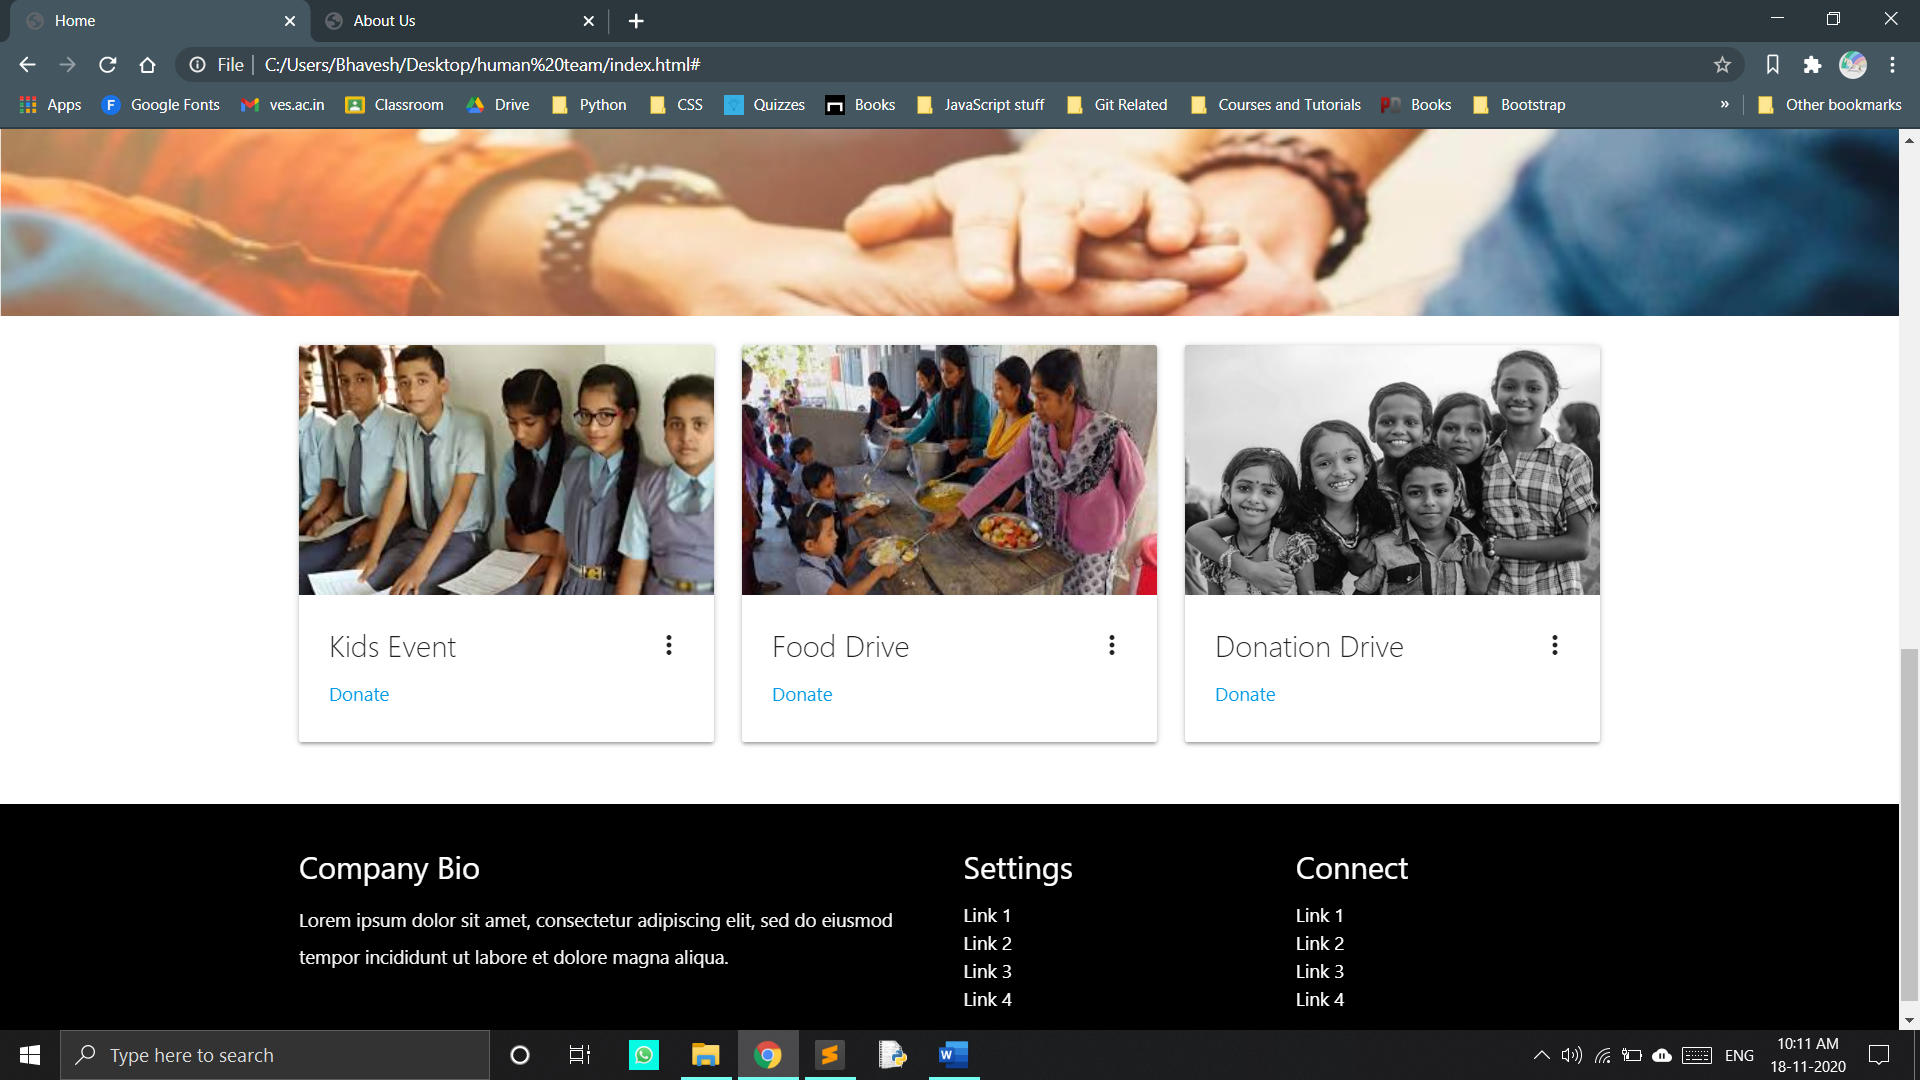 Home
About Us
File
C:/Users/Bhavesh/Desktop/human%20team/index.html#
Apps
Google Fonts
ves.ac.in
Classroom
Drive
Python
CSS
Quizzes
Books
JavaScript stuff
Git Related
Courses and Tutorials
Books
Bootstrap
»
Other bookmarks
Kids Event
Donate
Food Drive
Donate
Donation Drive
Donate
Company Bio
Lorem ipsum dolor sit amet, consectetur adipiscing elit, sed do eiusmod
tempor incididunt ut labore et dolore magna aliqua.
Settings
Link 1
Link 2
Link 3
Link 4
Connect
Link 1
Link 2
Link 3
Link 4
Type here to search
ENG
10:11 AM
18-11-2020